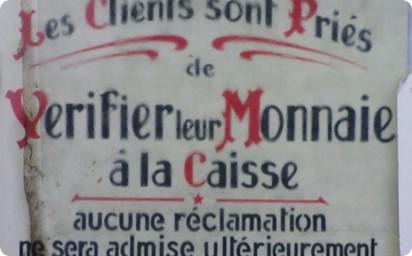 Les Clients sont Priés
de
Verifier leur Monnaie
à la Caisse
aucune réclamation
ne sera admise ultérieurement